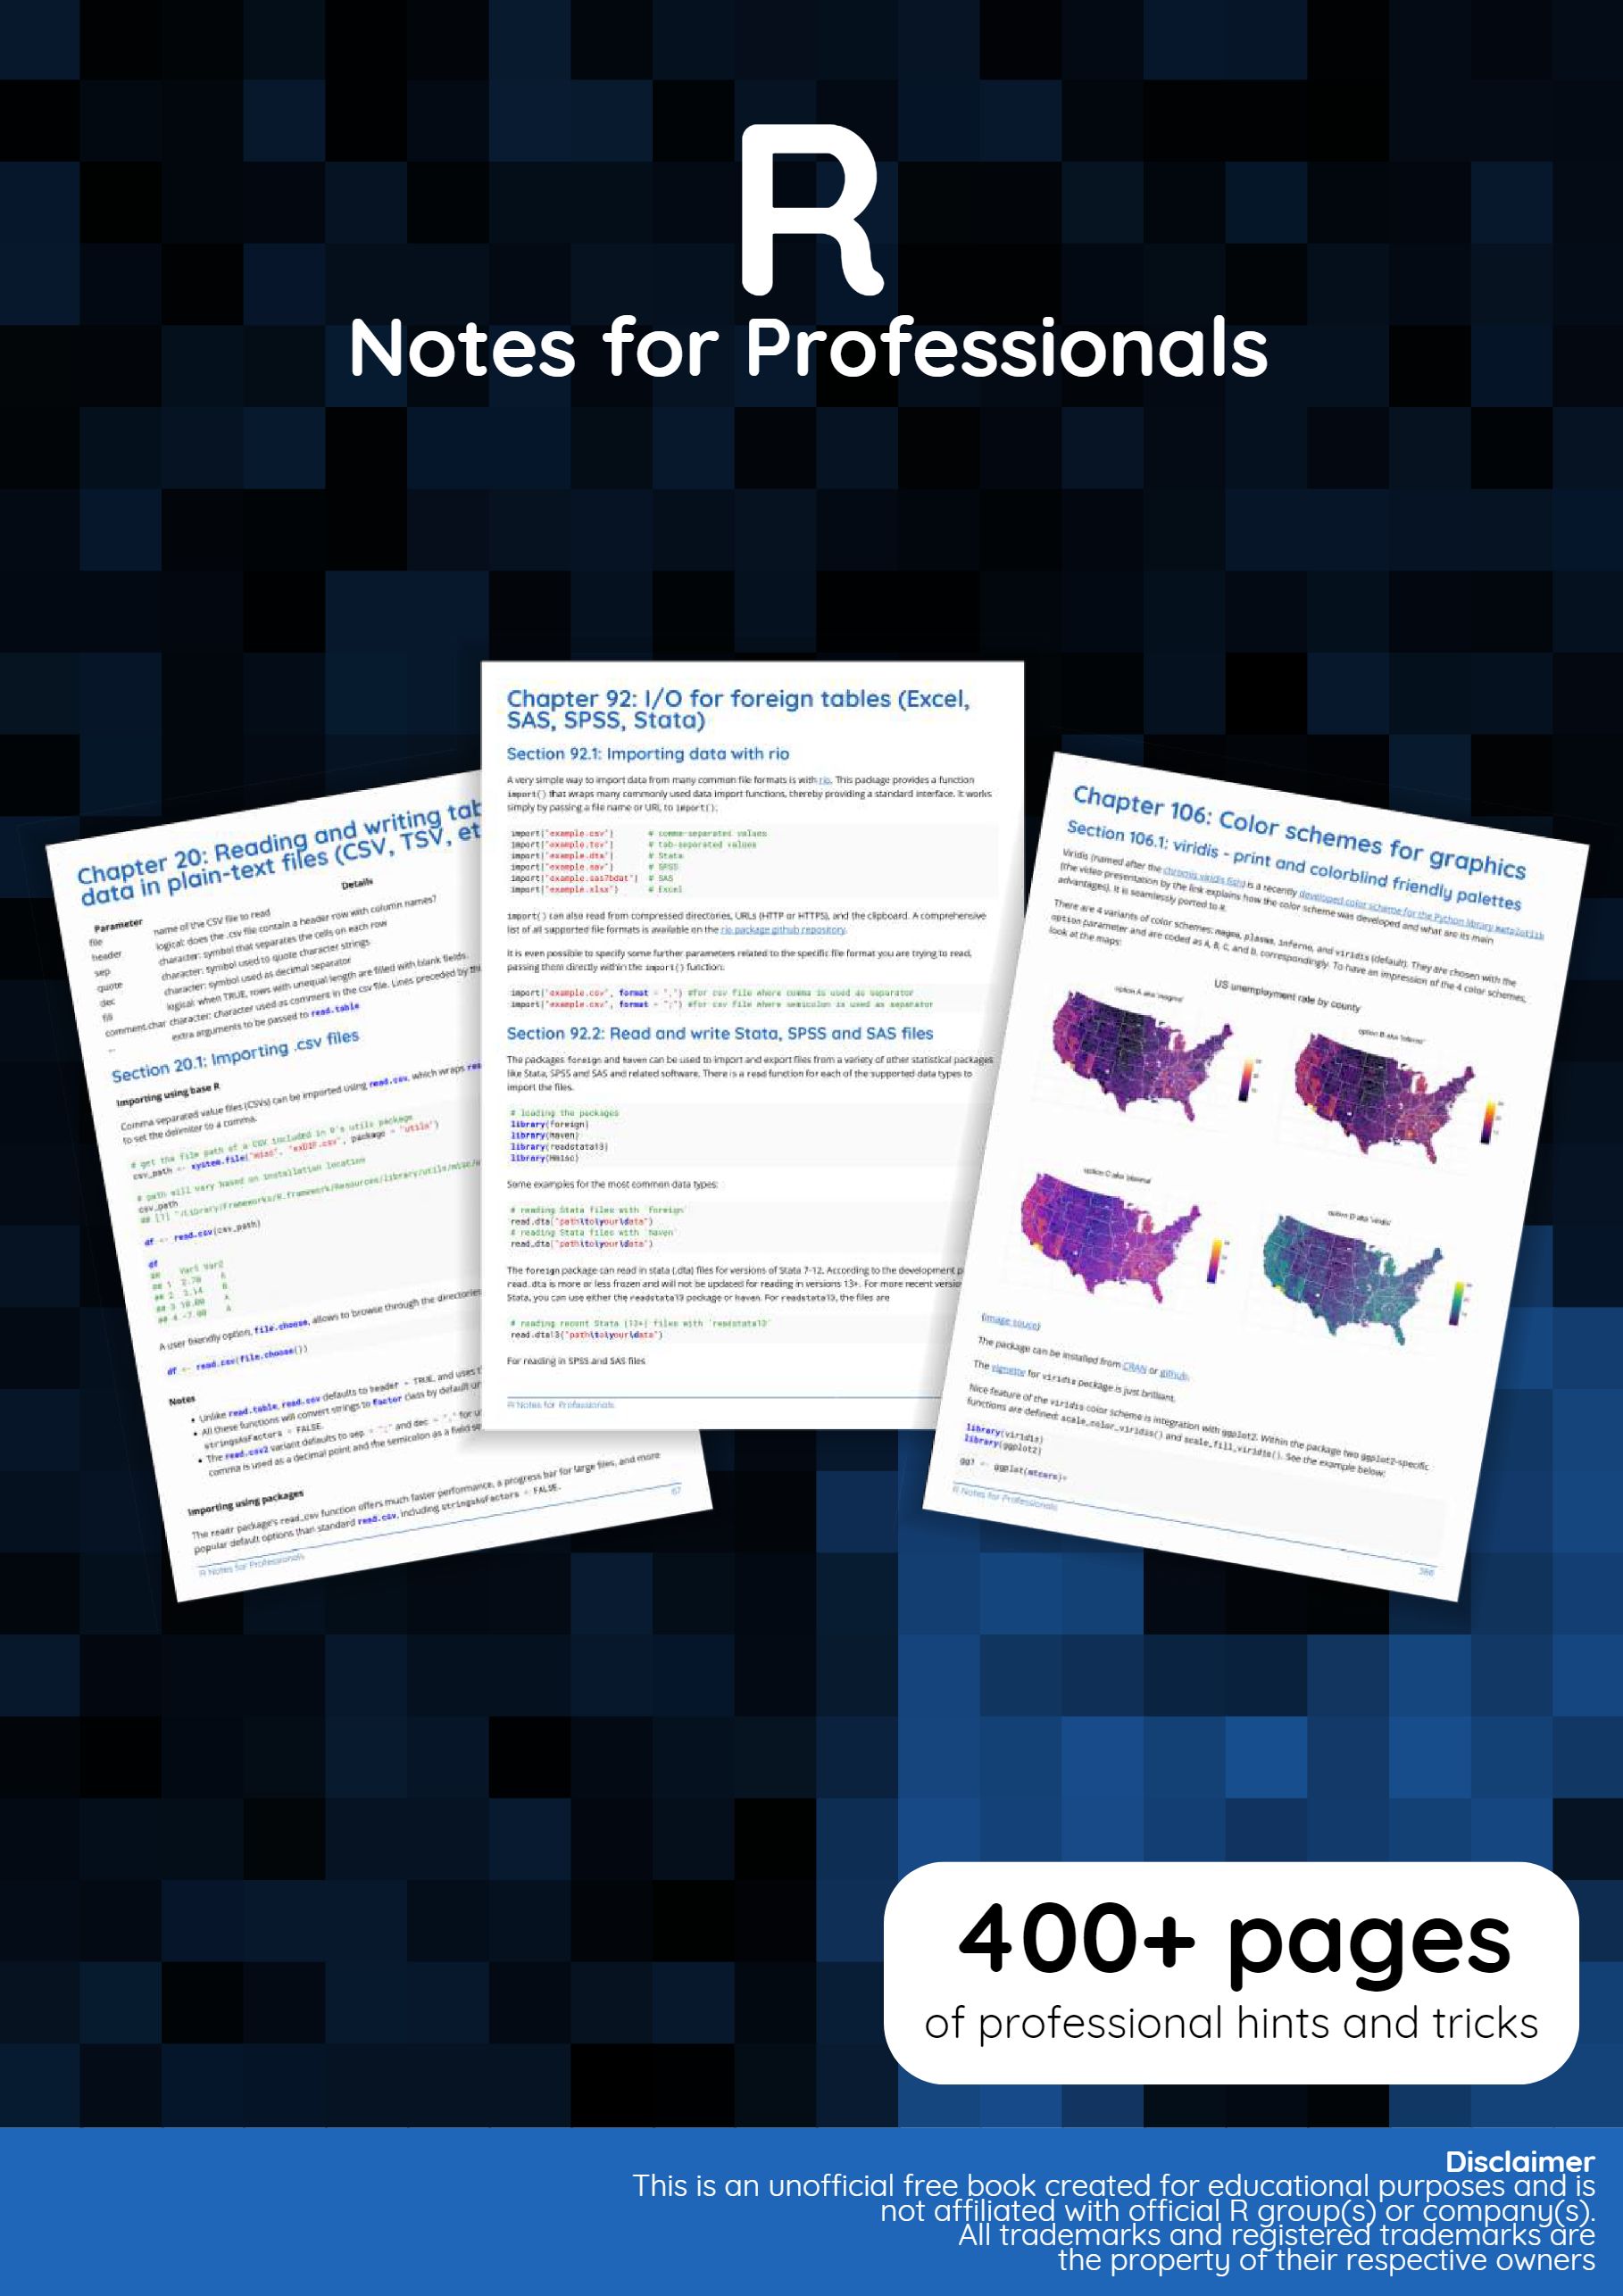 R
Notes for Professionals
Chapter 20: Reading and writing tab
data in plain-text files (CSV, TSV, et
Parameter Details
file name of the CSV file to read
header logical: does the .csv file contain a header row with column names?
sep character: symbol that separates the cells on each row
quote character: symbol used to quote character strings
dec character: symbol used as decimal separator
fill logical: when TRUE, rows with unequal length are filled with blank fields.
comment.char character: character used as comment in the csv file. Lines preceded by
... extra arguments to be passed to read.table
Section 20.1: Importing .csv files
Importing using base R
Comma separated value files (CSVs) can be imported using read.csv, which wraps
to set the delimiter to a comma.
# get the file path of a CSV included in R's utils package
csv_path <- system.file("misc", "exDIF.csv", package = "utils")
# path will vary based on installation location
csv_path
## [1] "/Library/Frameworks/R.framework/Resources/library/utils/misc/
df <- read.csv(csv_path)
df
## Var1 Var2
## 1 2.70 A
## 2 3.14 B
## 3 10.00 A
## 4 -7.00 A
A user friendly option, file.choose, allows to browse through the directories
df <- read.csv(file.choose())
Notes
• Unlike read.table, read.csv defaults to header = TRUE, and uses
• All these functions will convert strings to factor class by default
stringsAsFactors = FALSE.
• The read.csv2 variant defaults to sep = ";" and dec = "," for
comma is used as a decimal point and the semicolon as a field
Importing using packages
The readr package's read_csv function offers much faster performance, a progress bar for large files, and more
popular default options than standard read.csv, including stringsAsFactors = FALSE.
R Notes for Professionals 67
Chapter 92: I/O for foreign tables (Excel,
SAS, SPSS, Stata)
Section 92.1: Importing data with rio
A very simple way to import data from many common file formats is with rio. This package provides a function
import() that wraps many commonly used data import functions, thereby providing a standard interface. It works
simply by passing a file name or URL to import():
import("example.csv") # comma-separated values
import("example.tsv") # tab-separated values
import("example.dta") # Stata
import("example.sav") # SPSS
import("example.sas7bdat") # SAS
import("example.xlsx") # Excel
import() can also read from compressed directories, URLs (HTTP or HTTPS), and the clipboard. A comprehensive
list of all supported file formats is available on the rio package github repository.
It is even possible to specify some further parameters related to the specific file format you are trying to read,
passing them directly within the import() function:
import("example.csv", format = ",") #for csv file where comma is used as separator
import("example.csv", format = ";") #for csv file where semicolon is used as separator
Section 92.2: Read and write Stata, SPSS and SAS files
The packages foreign and haven can be used to import and export files from a variety of other statistical packages
like Stata, SPSS and SAS and related software. There is a read function for each of the supported data types to
import the files.
# loading the packages
library(foreign)
library(haven)
library(readstata13)
library(Hmisc)
Some examples for the most common data types:
# reading Stata files with `foreign`
read.dta("path\to\your\data")
# reading Stata files with `haven`
read_dta("path\to\your\data")
The foreign package can read in stata (.dta) files for versions of Stata 7-12. According to the development p
read.dta is more or less frozen and will not be updated for reading in versions 13+. For more recent versio
Stata, you can use either the readstata13 package or haven. For readstata13, the files are
# reading recent Stata (13+) files with `readstata13`
read.dta13("path\to\your\data")
For reading in SPSS and SAS files
R Notes for Professionals
Chapter 106: Color schemes for graphics
Section 106.1: viridis - print and colorblind friendly palettes
Viridis (named after the chromis viridis fish) is a recently developed color scheme for the Python library matplotlib
(the video presentation by the link explains how the color scheme was developed and what are its main
advantages). It is seamlessly ported to R.
There are 4 variants of color schemes: magma, plasma, inferno, and viridis (default). They are chosen with the
option parameter and are coded as A, B, C, and D, correspondingly. To have an impression of the 4 color schemes,
look at the maps:
US unemployment rate by county
option A aka 'magma'
option B aka 'inferno'
option C aka 'plasma'
option D aka 'viridis'
(image souce)
The package can be installed from CRAN or github.
The vignette for viridis package is just brilliant.
Nice feature of the viridis color scheme is integration with ggplot2. Within the package two ggplot2-specific
functions are defined: scale_color_viridis() and scale_fill_viridis(). See the example below:
library(viridis)
library(ggplot2)
gg1 <- ggplot(mtcars)+
R Notes for Professionals 388
400+ pages
of professional hints and tricks
Disclaimer
This is an unofficial free book created for educational purposes and is
not affiliated with official R group(s) or company(s).
All trademarks and registered trademarks are
the property of their respective owners